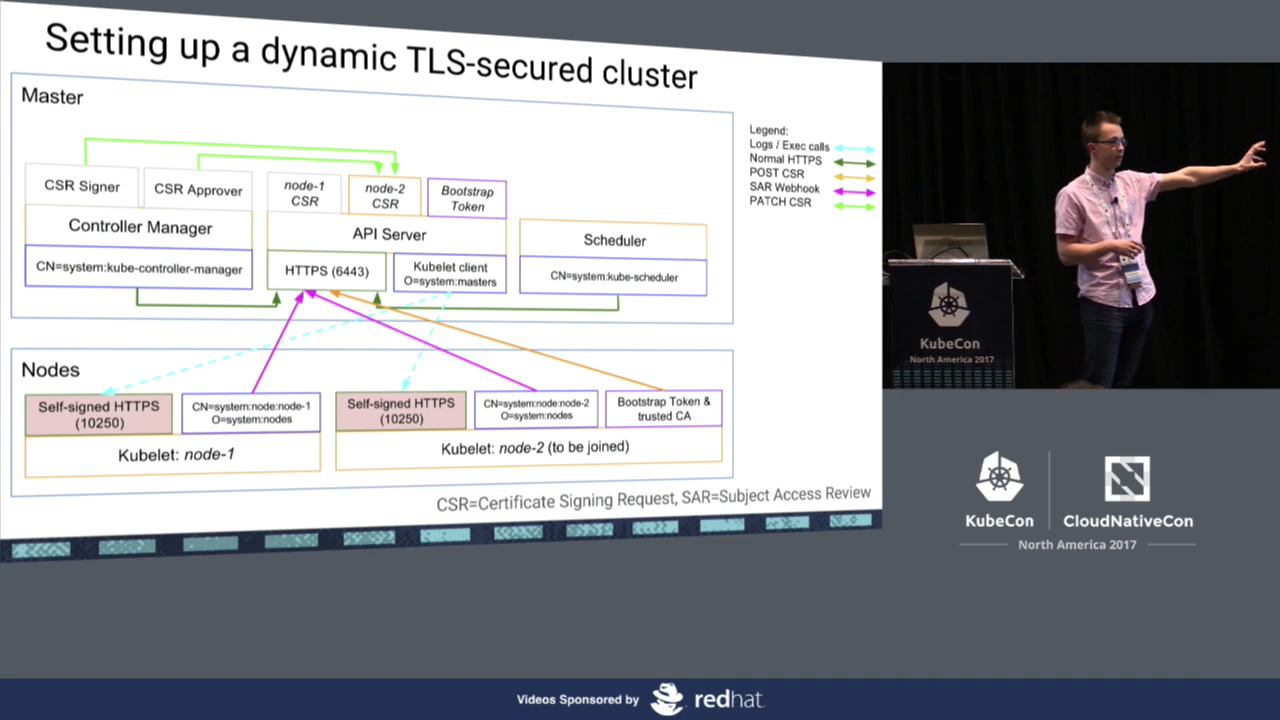 Setting up a dynamic TLS-secured cluster
Master
CSR Signer
CSR Approver
node-1
CSR
node-2
CSR
Bootstrap
Token
Controller Manager
API Server
Scheduler
CN=system:kube-controller-manager
HTTPS (6443)
Kubelet client
O=system:masters
CN=system:kube-scheduler
Legend:
Logs / Exec calls
Normal HTTPS
POST CSR
SAR Webhook
PATCH CSR
Nodes
Self-signed HTTPS
(10250)
CN=system:node:node-1
O=system:nodes
Self-signed HTTPS
(10250)
CN=system:node:node-2
O=system:nodes
Bootstrap Token &
trusted CA
Kubelet: node-1
Kubelet: node-2 (to be joined)
CSR=Certificate Signing Request, SAR=Subject Access Review
KubeCon
North America 2017
KubeCon
CloudNativeCon
North America 2017
Videos Sponsored by
redhat